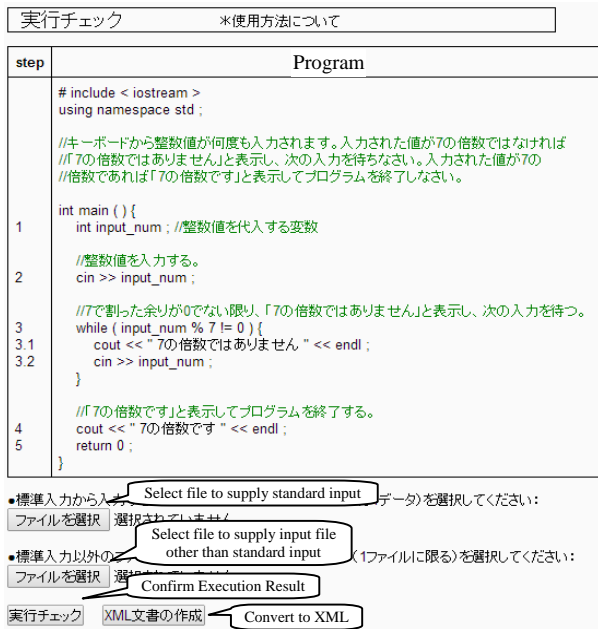 実行チェック ＊使用方法について
step Program
# include < iostream >
using namespace std ;
//キーボードから整数値が何度も入力されます。入力された値が7の倍数ではなければ
//「7の倍数ではありません」と表示し、次の入力を待ちなさい。入力された値が7の
//倍数であれば「7の倍数です」と表示してプログラムを終了しなさい。
int main ( ) {
1 int input_num ; //整数値を代入する変数
//整数値を入力する。
2 cin >> input_num ;
//7で割った余りが0でない限り、「7の倍数ではありません」と表示し、次の入力を待つ。
3 while ( input_num % 7 != 0 ) {
3.1 cout << " 7の倍数ではありません " << endl ;
3.2 cin >> input_num ;
}
//「7の倍数です」と表示してプログラムを終了する。
4 cout << " 7の倍数です " << endl ;
5 return 0 ;
}
Select file to supply standard input
●標準入力から入 データ)を選択してください：
ファイルを選択 選択されていません
Select file to supply input file
other than standard input
●標準入力以外の (1ファイルに限る)を選択してください：
ファイルを選択
Confirm Execution Result
実行チェック XML文書の作成 Convert to XML